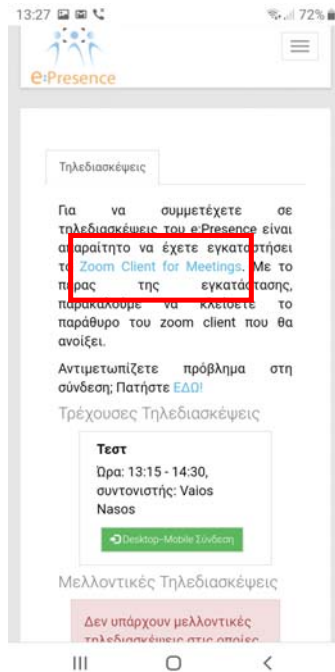 13:27 72%
e:Presence
Τηλεδιασκέψεις
Για να συμμετέχετε σε
τηλεδιασκέψεις του e:Presence είναι
απαραίτητο να έχετε εγκαταστήσει
το Zoom Client for Meetings. Με το
πέρας της εγκατάστασης,
παρακαλούμε να κλείσετε το
παράθυρο του zoom client που θα
ανοίξει.
Αντιμετωπίζετε πρόβλημα στη
σύνδεση; Πατήστε ΕΔΩ!
Τρέχουσες Τηλεδιασκέψεις
Τεστ
Ώρα: 13:15 - 14:30,
συντονιστής: Vaios
Nasos
Desktop-Mobile Σύνδεση
Μελλοντικές Τηλεδιασκέψεις
Δεν υπάρχουν μελλοντικές
τηλεδιασκέψεις στις οποίες